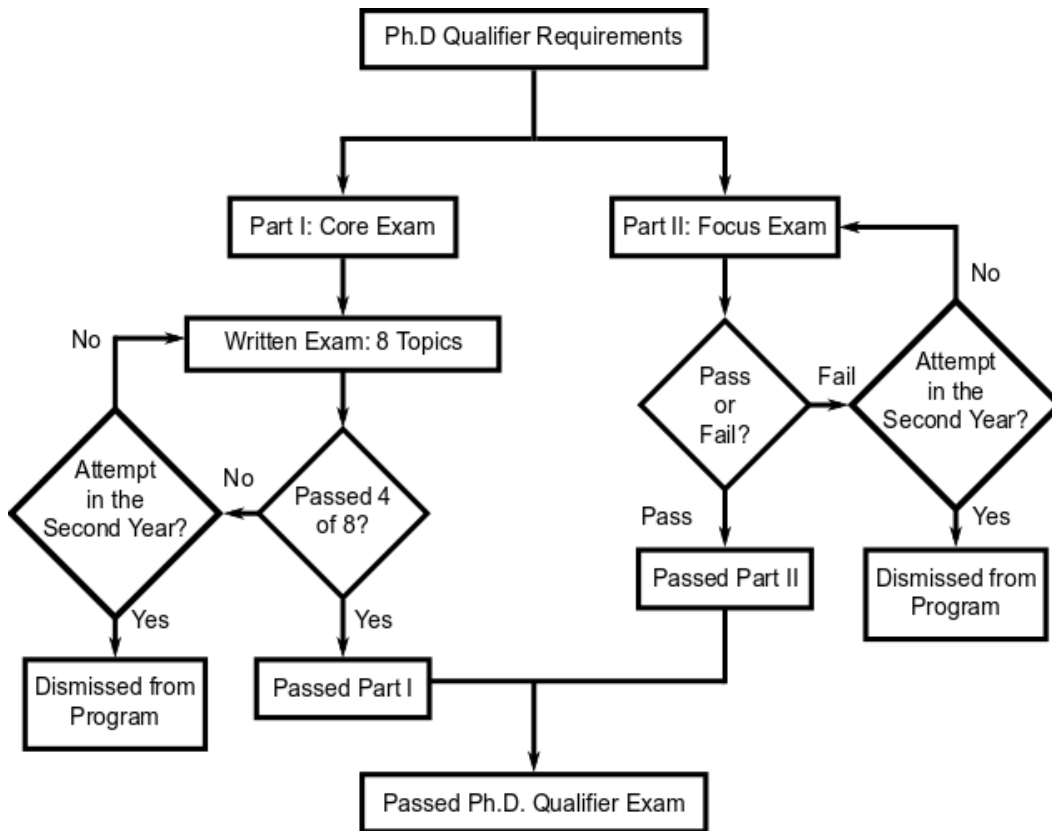 Ph.D Qualifier Requirements
Part I: Core Exam
Part II: Focus Exam
No
No
Written Exam: 8 Topics
Pass
or
Fail?
Fail
Attempt
in the
Second Year?
Attempt
in the
Second Year?
No
Passed 4
of 8?
Pass
Yes
Passed Part II
Dismissed from
Program
Yes
Yes
Dismissed from
Program
Passed Part I
Passed Ph.D. Qualifier Exam